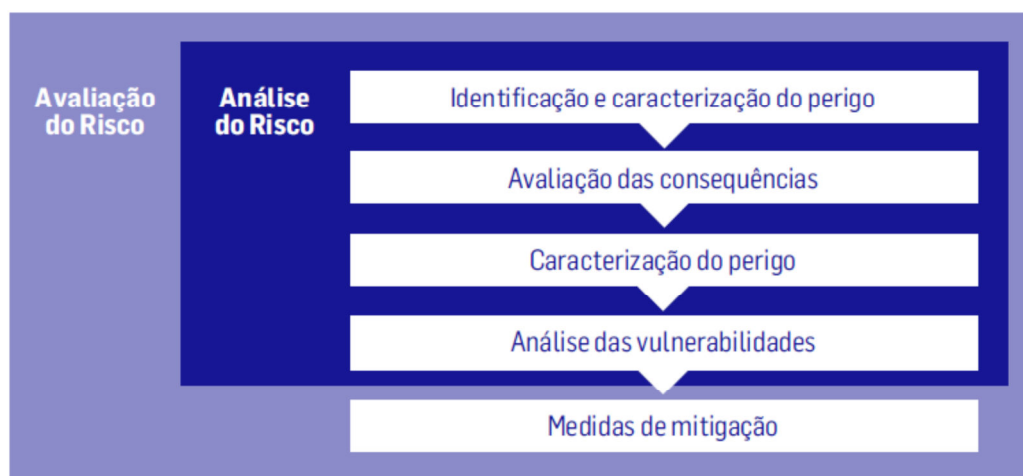 Avaliação
do Risco
Análise
do Risco
Identificação e caracterização do perigo
Avaliação das consequências
Caracterização do perigo
Análise das vulnerabilidades
Medidas de mitigação